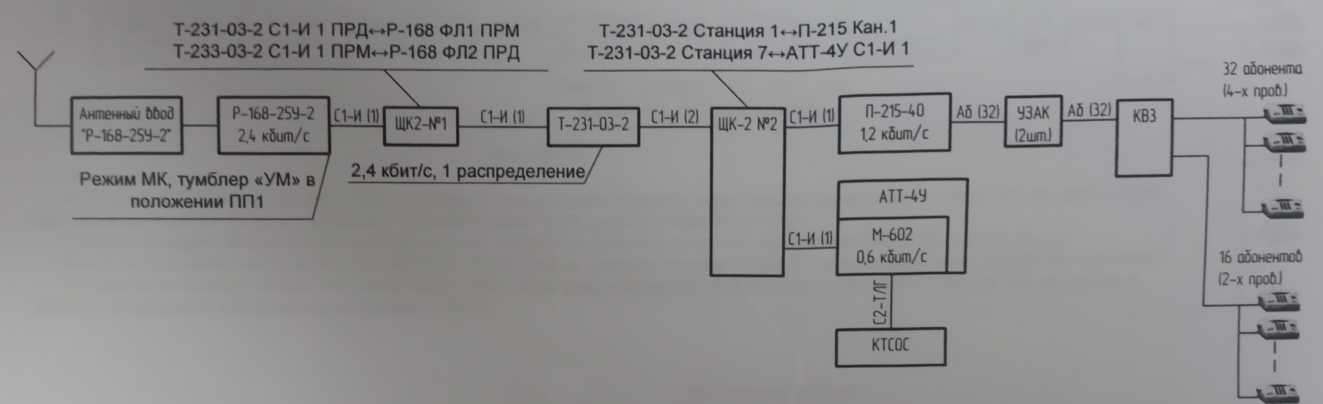 Т-231-03-2 С1-И 1 ПРД↔Р-168 ФЛ1 ПРМ
Т-233-03-2 С1-И 1 ПРМ↔Р-168 ФЛ2 ПРД
Т-231-03-2 Станция 1↔П-215 Кан.1
Т-231-03-2 Станция 7↔АТТ-4У С1-И 1
Антенный ввод
"Р-168-25У-2"
Р-168-25У-2
2,4 кбит/с
С1-И (1)
ЩК2-№1
С1-И (1)
Т-231-03-2
С1-И (2)
ЩК-2 №2
С1-И (1)
П-215-40
1,2 кбит/с
Аб (32)
УЗАК
(2шт.)
Аб (32)
КВЗ
32 абонента
(4-х пров.)
Режим МК, тумблер «УМ» в
положении ПП1
2,4 кбит/с, 1 распределение
АТТ-4У
С1-И (1)
М-602
0,6 кбит/с
С2-ТЛГ
КТСОС
16 абонентов
(2-х пров.)